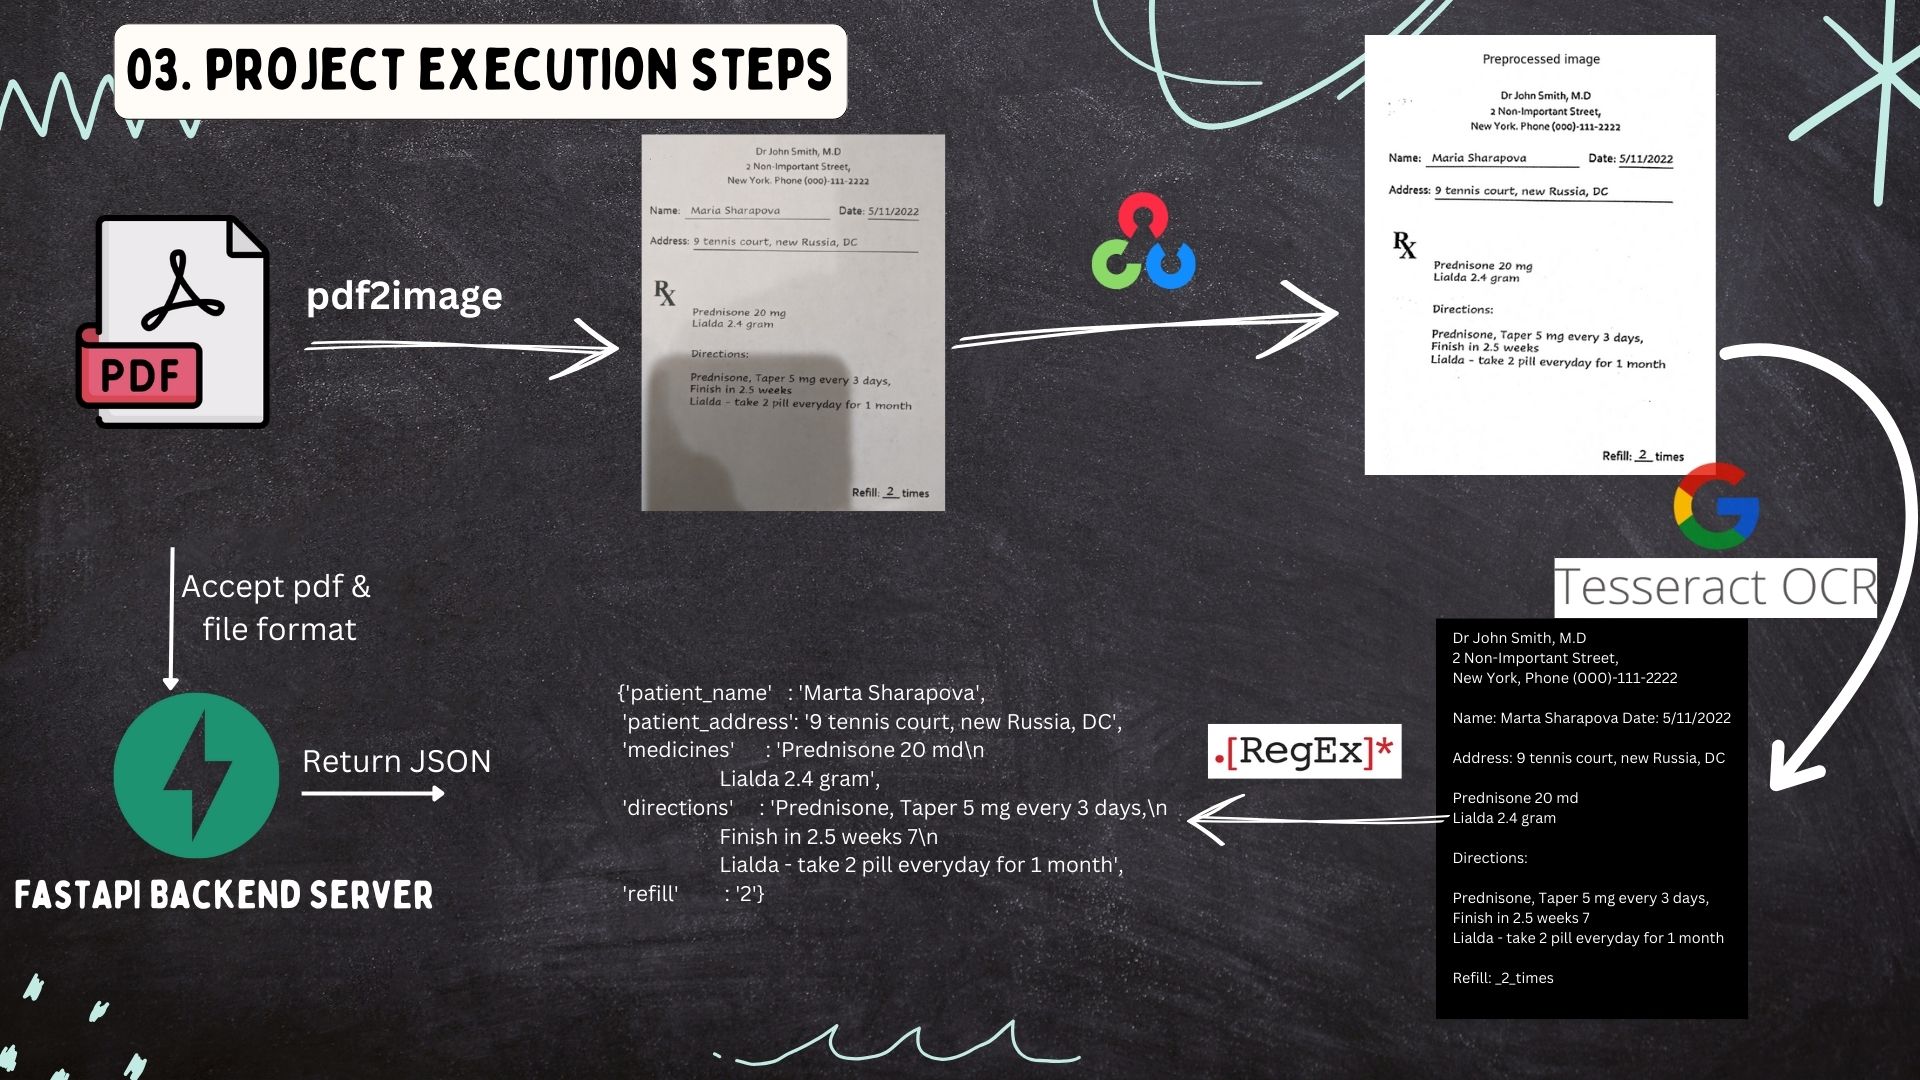 03. PROJECT EXECUTION STEPS
PDF
pdf2image
Dr John Smith, M.D
2 Non-Important Street,
New York. Phone (000)-111-2222
Name: Maria Sharapova Date: 5/11/2022
Address: 9 tennis court, new Russia, DC
Rx
Prednisone 20 mg
Lialda 2.4 gram
Directions:
Prednisone, Taper 5 mg every 3 days,
Finish in 2.5 weeks
Lialda - take 2 pill everyday for 1 month
Refill: 2 times
Preprocessed image
Dr John Smith, M.D
2 Non-Important Street,
New York. Phone (000)-111-2222
Name: Maria Sharapova Date: 5/11/2022
Address: 9 tennis court, new Russia, DC
Rx
Prednisone 20 mg
Lialda 2.4 gram
Directions:
Prednisone, Taper 5 mg every 3 days,
Finish in 2.5 weeks
Lialda - take 2 pill everyday for 1 month
Refill: 2 times
G
Tesseract OCR
Dr John Smith, M.D
2 Non-Important Street,
New York, Phone (000)-111-2222
Name: Marta Sharapova Date: 5/11/2022
Address: 9 tennis court, new Russia, DC
Prednisone 20 md
Lialda 2.4 gram
Directions:
Prednisone, Taper 5 mg every 3 days,
Finish in 2.5 weeks 7
Lialda - take 2 pill everyday for 1 month
Refill: _2_times
.[RegEx]*
{'patient_name' : 'Marta Sharapova',
'patient_address': '9 tennis court, new Russia, DC',
'medicines' : 'Prednisone 20 md\n
Lialda 2.4 gram',
'directions' : 'Prednisone, Taper 5 mg every 3 days,\n
Finish in 2.5 weeks 7\n
Lialda - take 2 pill everyday for 1 month',
'refill' : '2'}
Accept pdf &
file format
Return JSON
FASTAPI BACKEND SERVER